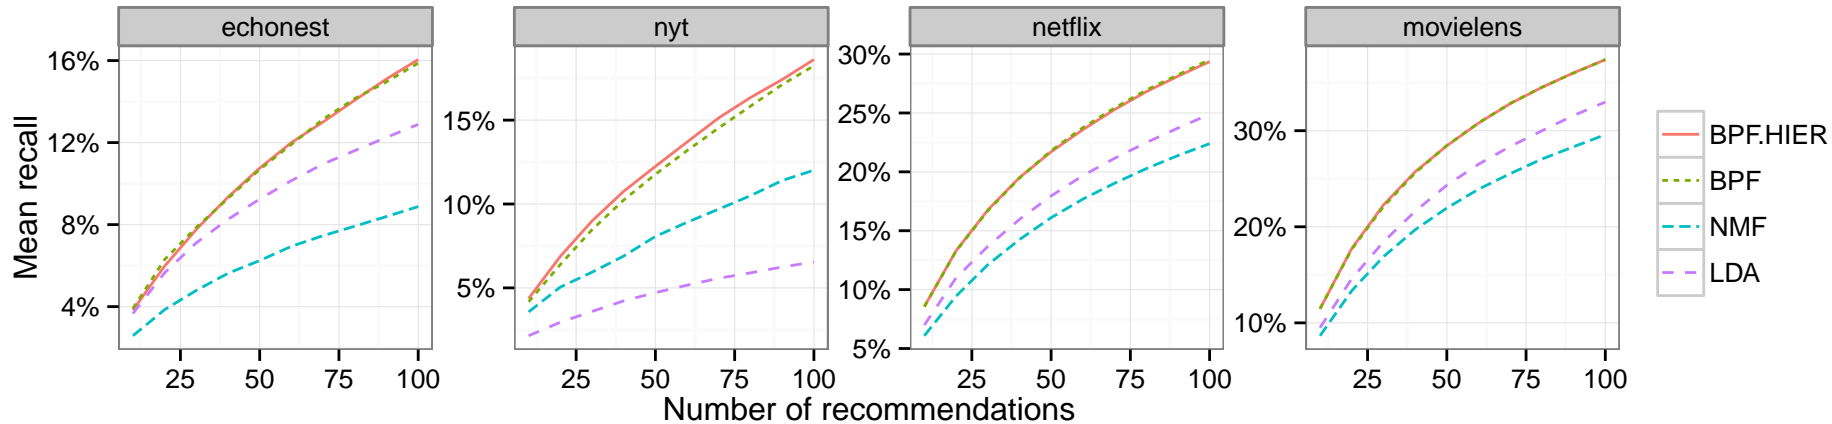 echonest
nyt
netflix
movielens
Mean recall
16%
12%
8%
4%
15%
10%
5%
30%
25%
20%
15%
10%
5%
30%
20%
10%
25 50 75 100
25 50 75 100
25 50 75 100
25 50 75 100
Number of recommendations
BPF.HIER
BPF
NMF
LDA